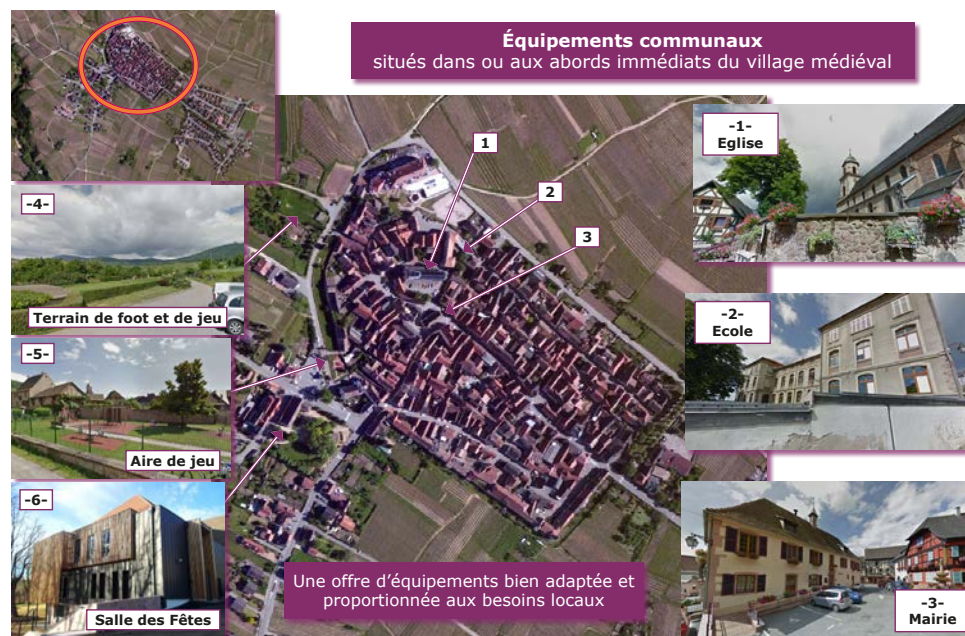 Équipements communaux
situés dans ou aux abords immédiats du village médiéval
-1-
Eglise
1
2
3
-4-
Terrain de foot et de jeu
-2-
Ecole
-5-
Aire de jeu
-6-
Salle des Fêtes
Une offre d'équipements bien adaptée et
proportionnée aux besoins locaux
-3-
Mairie